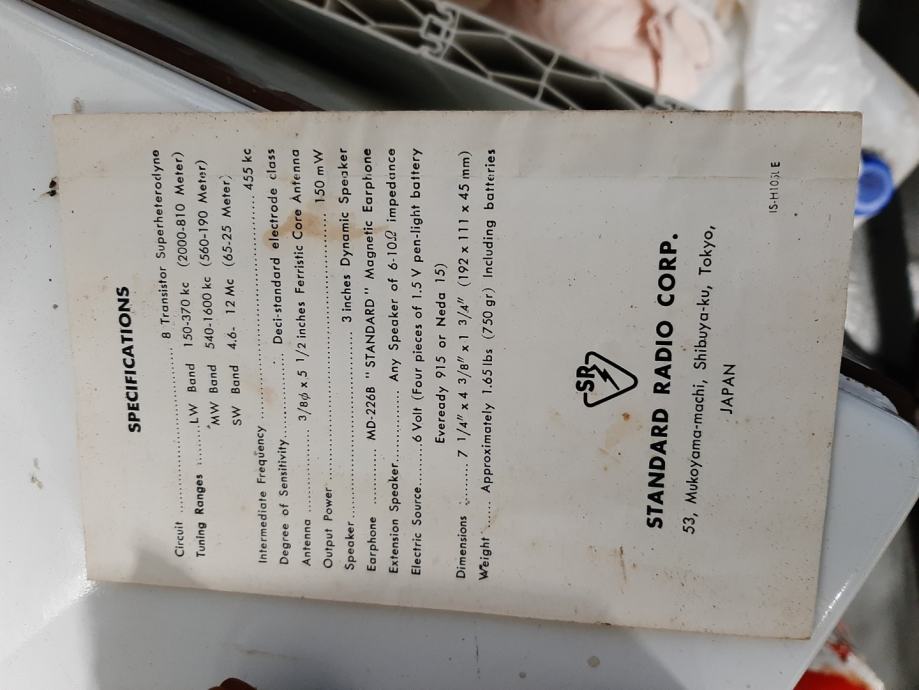 SPECIFICATIONS
Circuit .......... 8 Transistor Superheterodyne
Tuning Ranges ......LW Band 150-370 kc (2000-810 Meter)
MW Band 540-1600 kc (560-190 Meter)
SW Band 4.6- 12 Mc (65-25 Meter)
Intermediate Frequency .......... 455 kc
Degree of Sensitivity.......... Deci-standard electrode class
Antenna .......... 3/8ø x 5 1/2 inches Ferristic Core Antenna
Output Power .......... 150 mW
Speaker.......... 3 inches Dynamic Speaker
Earphone .......... MD-226B " STANDARD " Magnetic Earphone
Extension Speaker.......... Any Speaker of 6-10Ω impedance
Electric Source......6 Volt (Four pieces of 1.5 V pen-light battery
Eveready 915 or Neda 15)
Dimensions ........ 7 1/4" x 4 3/8" x 1 3/4" (192 x 111 x 45 mm)
Weight ...... Approximately 1.65 lbs (750 gr) Including batteries
SR
STANDARD RADIO CORP.
53, Mukoyama-machi, Shibuya-ku, Tokyo,
JAPAN